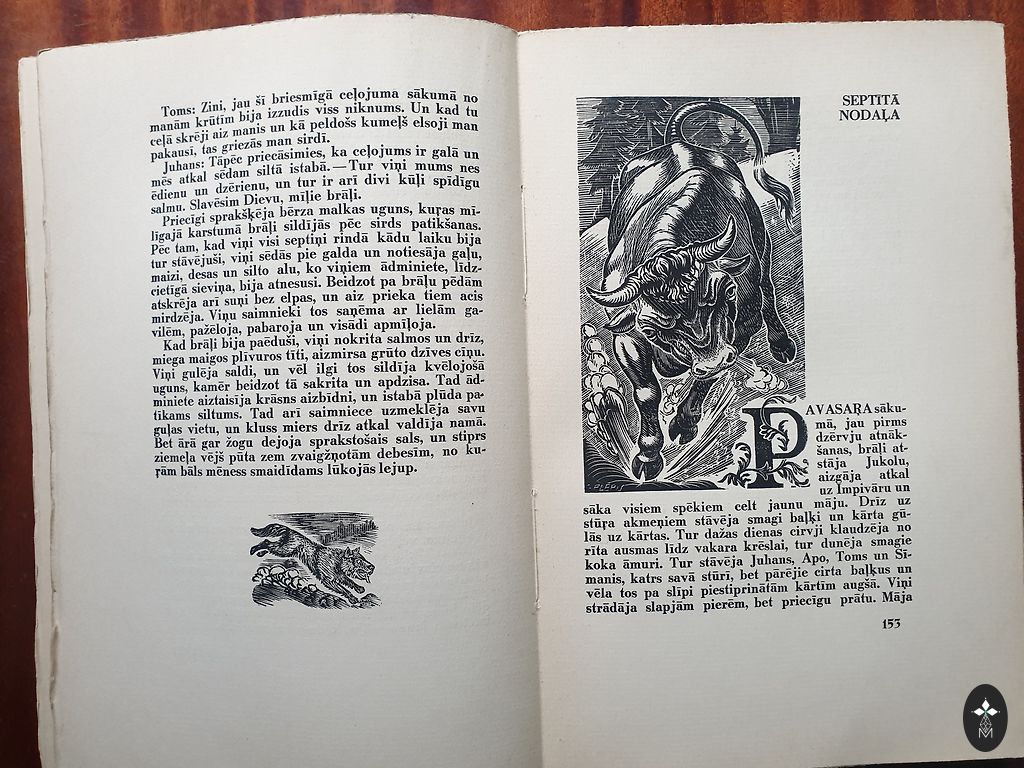 Toms: Zini, jau šī briesmīgā ceļojuma sākumā no
manām krūtīm bija izzudis viss niknums. Un kad tu
ceļā skrēji aiz manis un kā peldošs kumeļš elsoji man
pakausī, tas griezās man sirdī.
Juhans: Tāpēc priecāsimies, ka ceļojums ir galā un
mēs atkal sēdam siltā istabā. — Tur viņi mums nes
ēdienu un dzērienu, un tur ir arī divi kūļi spīdīgu
salmu. Slavēsim Dievu, mīļie brāļi.
Priecīgi sprakšķēja bērza malkas uguns, kuŗas mī-
līgajā karstumā brāļi sildījās pēc sirds patikšanas.
Pēc tam, kad viņi visi septiņi rindā kādu laiku bija
tur stāvējuši, viņi sēdās pie galda un notiesāja gaļu,
maizi, desas un silto alu, ko viņiem ādminiete, līdz-
cietīgā sieviņa, bija atnesusi. Beidzot pa brāļu pēdām
atskrēja arī suņi bez elpas, un aiz prieka tiem acis
mirdzēja. Viņu saimnieki tos saņēma ar lielām ga-
vilēm, pažēloja, pabaroja un visādi apmīļoja.
Kad brāļi bija paēduši, viņi nokrita salmos un drīz,
miega maigos plīvuros tīti, aizmirsa grūto dzīves cīņu.
Viņi gulēja saldi, un vēl ilgi tos sildīja kvēlojošā
uguns, kamēr beidzot tā sakrita un apdzisa. Tad ād-
miniete aiztaisīja krāsns aizbīdni, un istabā plūda pa-
tīkams siltums. Tad arī saimniece uzmeklēja savu
guļas vietu, un kluss miers drīz atkal valdīja namā.
Bet ārā gar žogu dejoja sprakstošais sals, un stiprs
ziemeļa vējš pūta zem zvaigžņotām debesīm, no ku-
ŗām bāls mēness smaidīdams lūkojās lejup.
SEPTĪTĀ
NODAĻA
PAVASAŖA sāku-
mā, jau pirms
dzērvju atnāk-
šanas, brāļi at-
stāja Jukolu,
aizgāja atkal
uz Impivāru un
sāka visiem spēkiem celt jaunu māju. Drīz uz
stūŗa akmeņiem stāvēja smagi baļķi un kārta gū-
lās uz kārtas. Tur dažas dienas cirvji klaudzēja no
rīta ausmas līdz vakara krēslai, tur dunēja smagie
koka āmuri. Tur stāvēja Juhans, Apo, Toms un Sī-
manis, katrs savā stūrī, bet pārējie cirta baļķus un
vēla tos pa slīpi piestiprinātām kārtīm augšā. Viņi
strādāja slapjām pierēm, bet priecīgu prātu. Māja
153
M